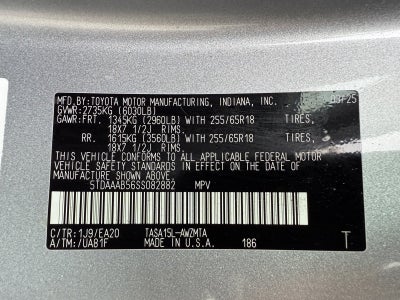 MFD. BY:TOYOTA MOTOR MANUFACTURING, INDIANA, INC.
GVWR:2735KG (6030LB)
GAWR:FRT. 1345KG (2960LB) WITH 255/65R18 TIRES,
18X7 1/2J RIMS.
RR. 1615KG (3560LB) WITH 255/65R18 TIRES,
18X7 1/2J RIMS.
THIS VEHICLE CONFORMS TO ALL APPLICABLE FEDERAL MOTOR
VEHICLE SAFETY STANDARDS IN EFFECT ON THE DATE OF
MANUFACTURE SHOWN ABOVE.
5TDAAAB56SS082882 MPV
C/TR:1J9/EA20 TASA15L-AWZMTA
A/TM:/UA81F W.A.S. 186 T